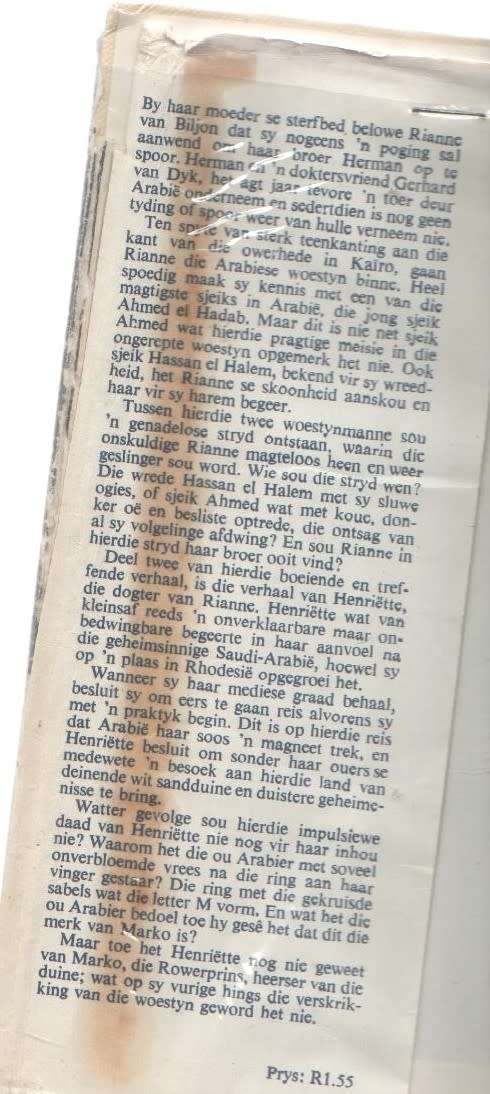 By haar moeder se sterfbed belowe Rianne
van Biljon dat sy nogeens 'n poging sal
aanwend om haar broer Herman op te
spoor. Herman en 'n doktersvriend Gerhard
van Dyk, het agt jaar tevore 'n toer deur
Arabië onderneem en sedertdien is nog geen
tyding of spoor weer van hulle verneem nie.
Ten spyte van sterk teenkanting aan die
kant van die owerhede in Kaïro, gaan
Rianne die Arabiese woestyn binne. Heel
spoedig maak sy kennis met een van die
magtigste sjeiks in Arabië, die jong sjeik
Ahmed el Hadab. Maar dit is nie net sjeik
Ahmed wat hierdie pragtige meisie in die
ongerepte woestyn opgemerk het nie. Ook
sjeik Hassan el Halem, bekend vir sy wreed-
heid, het Rianne se skoonheid aanskou en
haar vir sy harem begeer.
Tussen hierdie twee woestynmanne sou
'n genadelose stryd ontstaan, waarin die
onskuldige Rianne magteloos heen en weer
geslinger sou word. Wie sou die stryd wen?
Die wrede Hassan el Halem met sy sluwe
ogies, of sjeik Ahmed wat met koue, don-
ker oë en besliste optrede, die ontsag van
al sy volgelinge afdwing? En sou Rianne in
hierdie stryd haar broer ooit vind?
Deel twee van hierdie boeiende en tref-
fende verhaal, is die verhaal van Henriëtte,
die dogter van Rianne. Henriëtte wat van
kleinsaf reeds 'n onverklaarbare maar on-
bedwingbare begeerte in haar aanvoel na
die geheimsinnige Saudi-Arabië, hoewel sy
op 'n plaas in Rhodesië opgegroei het.
Wanneer sy haar mediese graad behaal,
besluit sy om eers te gaan reis alvorens sy
met 'n praktyk begin. Dit is op hierdie reis
dat Arabië haar soos 'n magneet trek, en
Henriëtte besluit om sonder haar ouers se
medewete 'n besoek aan hierdie land van
deinende wit sandduine en duistere geheime-
nisse te bring.
Watter gevolge sou hierdie impulsiewe
daad van Henriëtte nie nog vir haar inhou
nie? Waarom het die ou Arabier met soveel
onverbloemde vrees na die ring aan haar
vinger gestaar? Die ring met die gekruisde
sabels wat die letter M vorm. En wat het die
ou Arabier bedoel toe hy gesê het dat dit die
merk van Marko is?
Maar toe het Henriëtte nog nie geweet
van Marko, die Rowerprins, heerser van die
duine; wat op sy vurige hings die verskrik-
king van die woestyn geword het nie.
Prys: R1.55